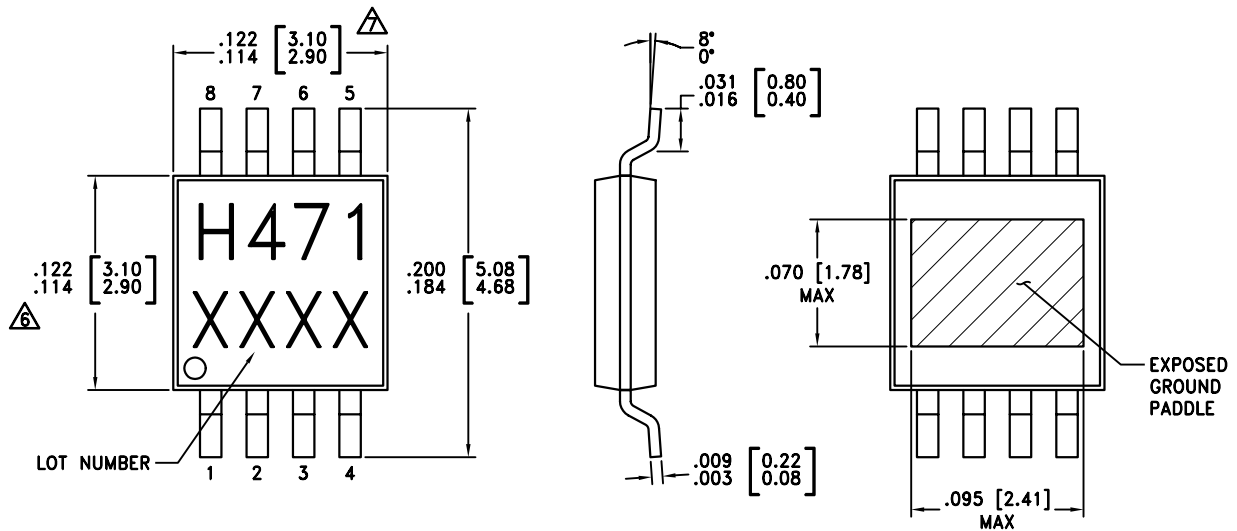 .122 [3.10]
.114 [2.90]
7
8 7 6 5
H471
XXXX
.122 [3.10]
.114 [2.90]
6
.200 [5.08]
.184 [4.68]
LOT NUMBER
1 2 3 4
8°
0°
.031 [0.80]
.016 [0.40]
.009 [0.22]
.003 [0.08]
.070 [1.78]
MAX
EXPOSED
GROUND
PADDLE
.095 [2.41]
MAX